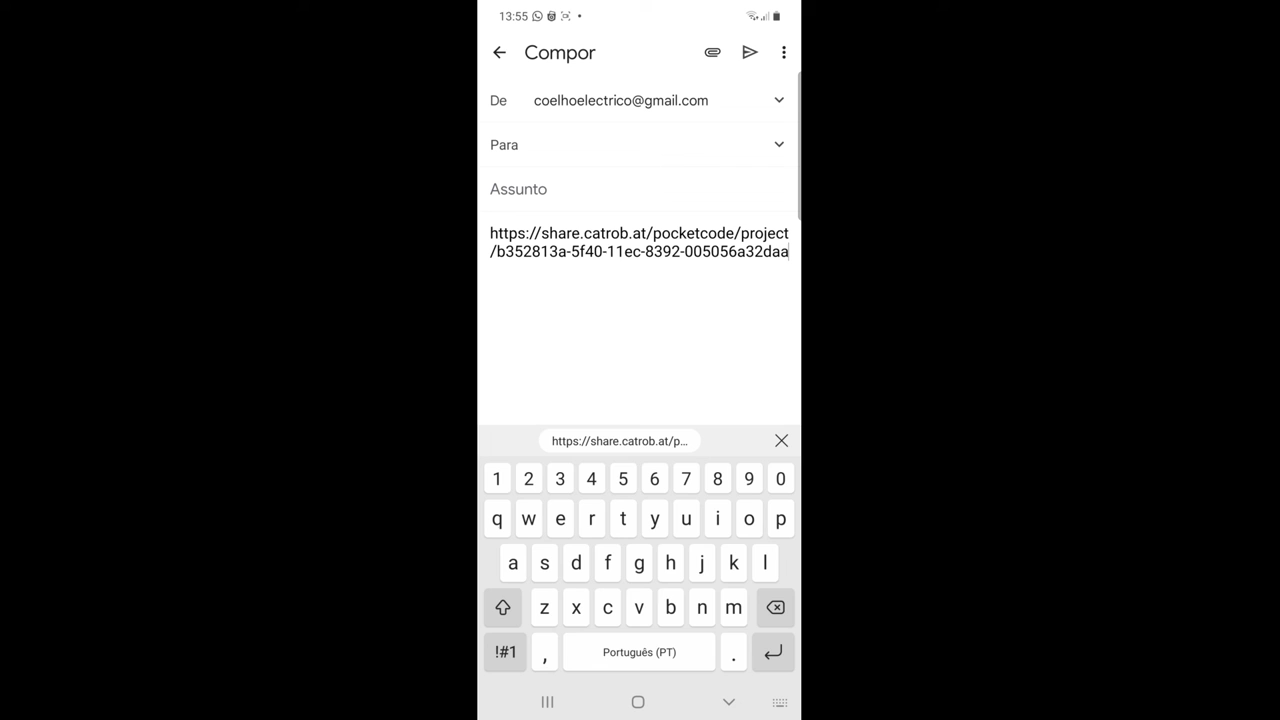 13:55
Compor
De coelhoelectrico@gmail.com
Para
Assunto
https://share.catrob.at/pocketcode/project
/b352813a-5f40-11ec-8392-005056a32daa
https://share.catrob.at/p...
1 2 3 4 5 6 7 8 9 0
q w e r t y u i o p
a s d f g h j k l
z x c v b n m
!#1 , Português (PT) .